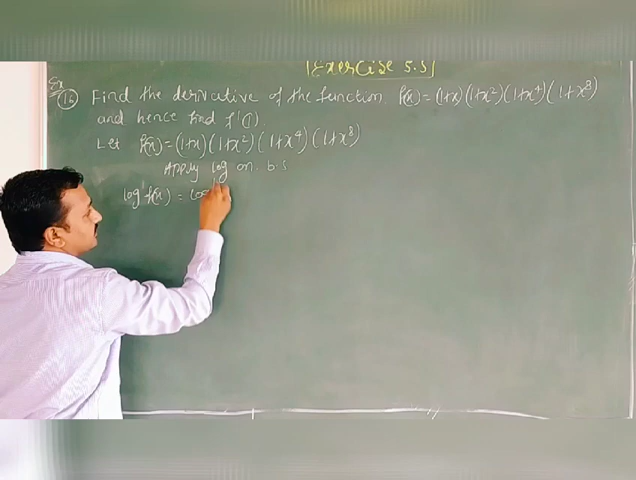 Exercise 5.5
Ex
16 Find the derivative of the function f(x) = (1+x)(1+x²)(1+x⁴)(1+x⁸)
and hence find f'(1).
Let f(x) = (1+x)(1+x²)(1+x⁴)(1+x⁸)
Apply log on b.s
log f(x) = log